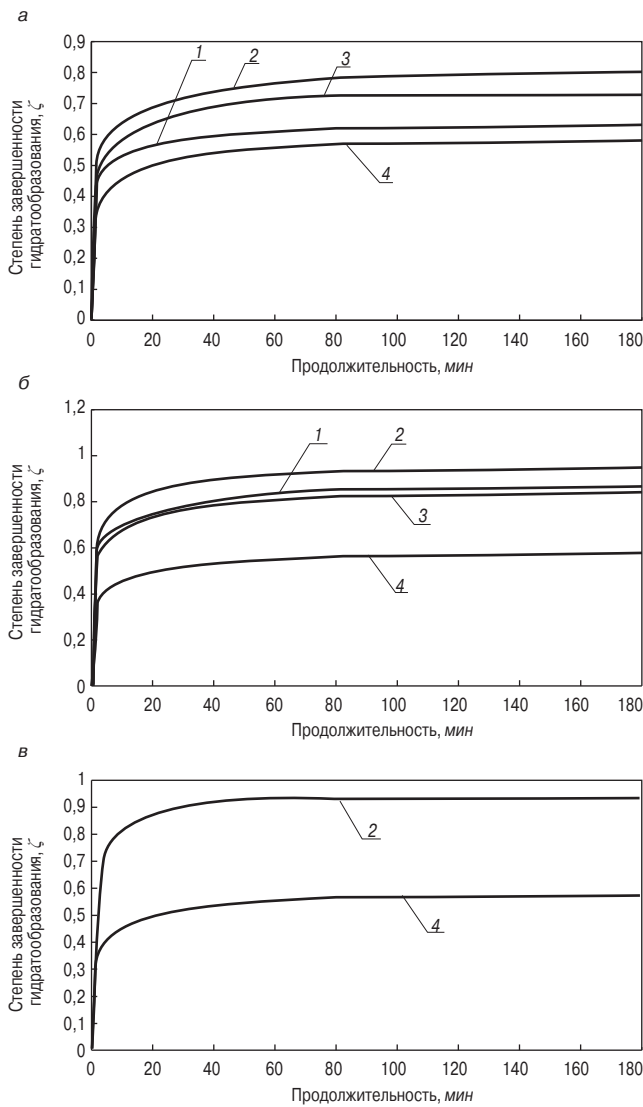 а
Степень завершенности
гидратообразования, ζ
0,9
0,8
0,7
0,6
0,5
0,4
0,3
0,2
0,1
0
1
2
3
4
0 20 40 60 80 100 120 140 160 180
Продолжительность, мин
б
Степень завершенности
гидратообразования, ζ
1,2
1
0,8
0,6
0,4
0,2
0
1
2
3
4
0 20 40 60 80 100 120 140 160 180
Продолжительность, мин
в
Степень завершенности
гидратообразования, ζ
1
0,9
0,8
0,7
0,6
0,5
0,4
0,3
0,2
0,1
0
2
4
0 20 40 60 80 100 120 140 160 180
Продолжительность, мин